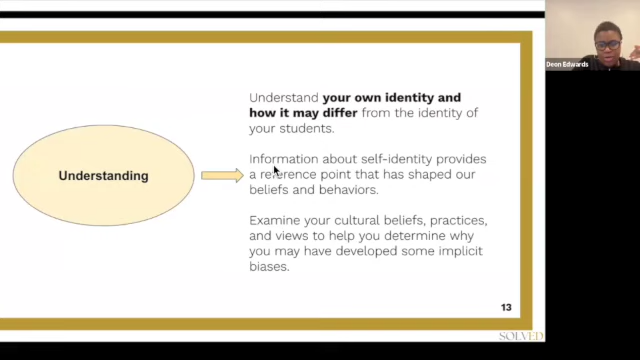 Understanding
Understand your own identity and
how it may differ from the identity of
your students.
Information about self-identity provides
a reference point that has shaped our
beliefs and behaviors.
Examine your cultural beliefs, practices,
and views to help you determine why
you may have developed some implicit
biases.
13
SOLVED
Deon Edwards